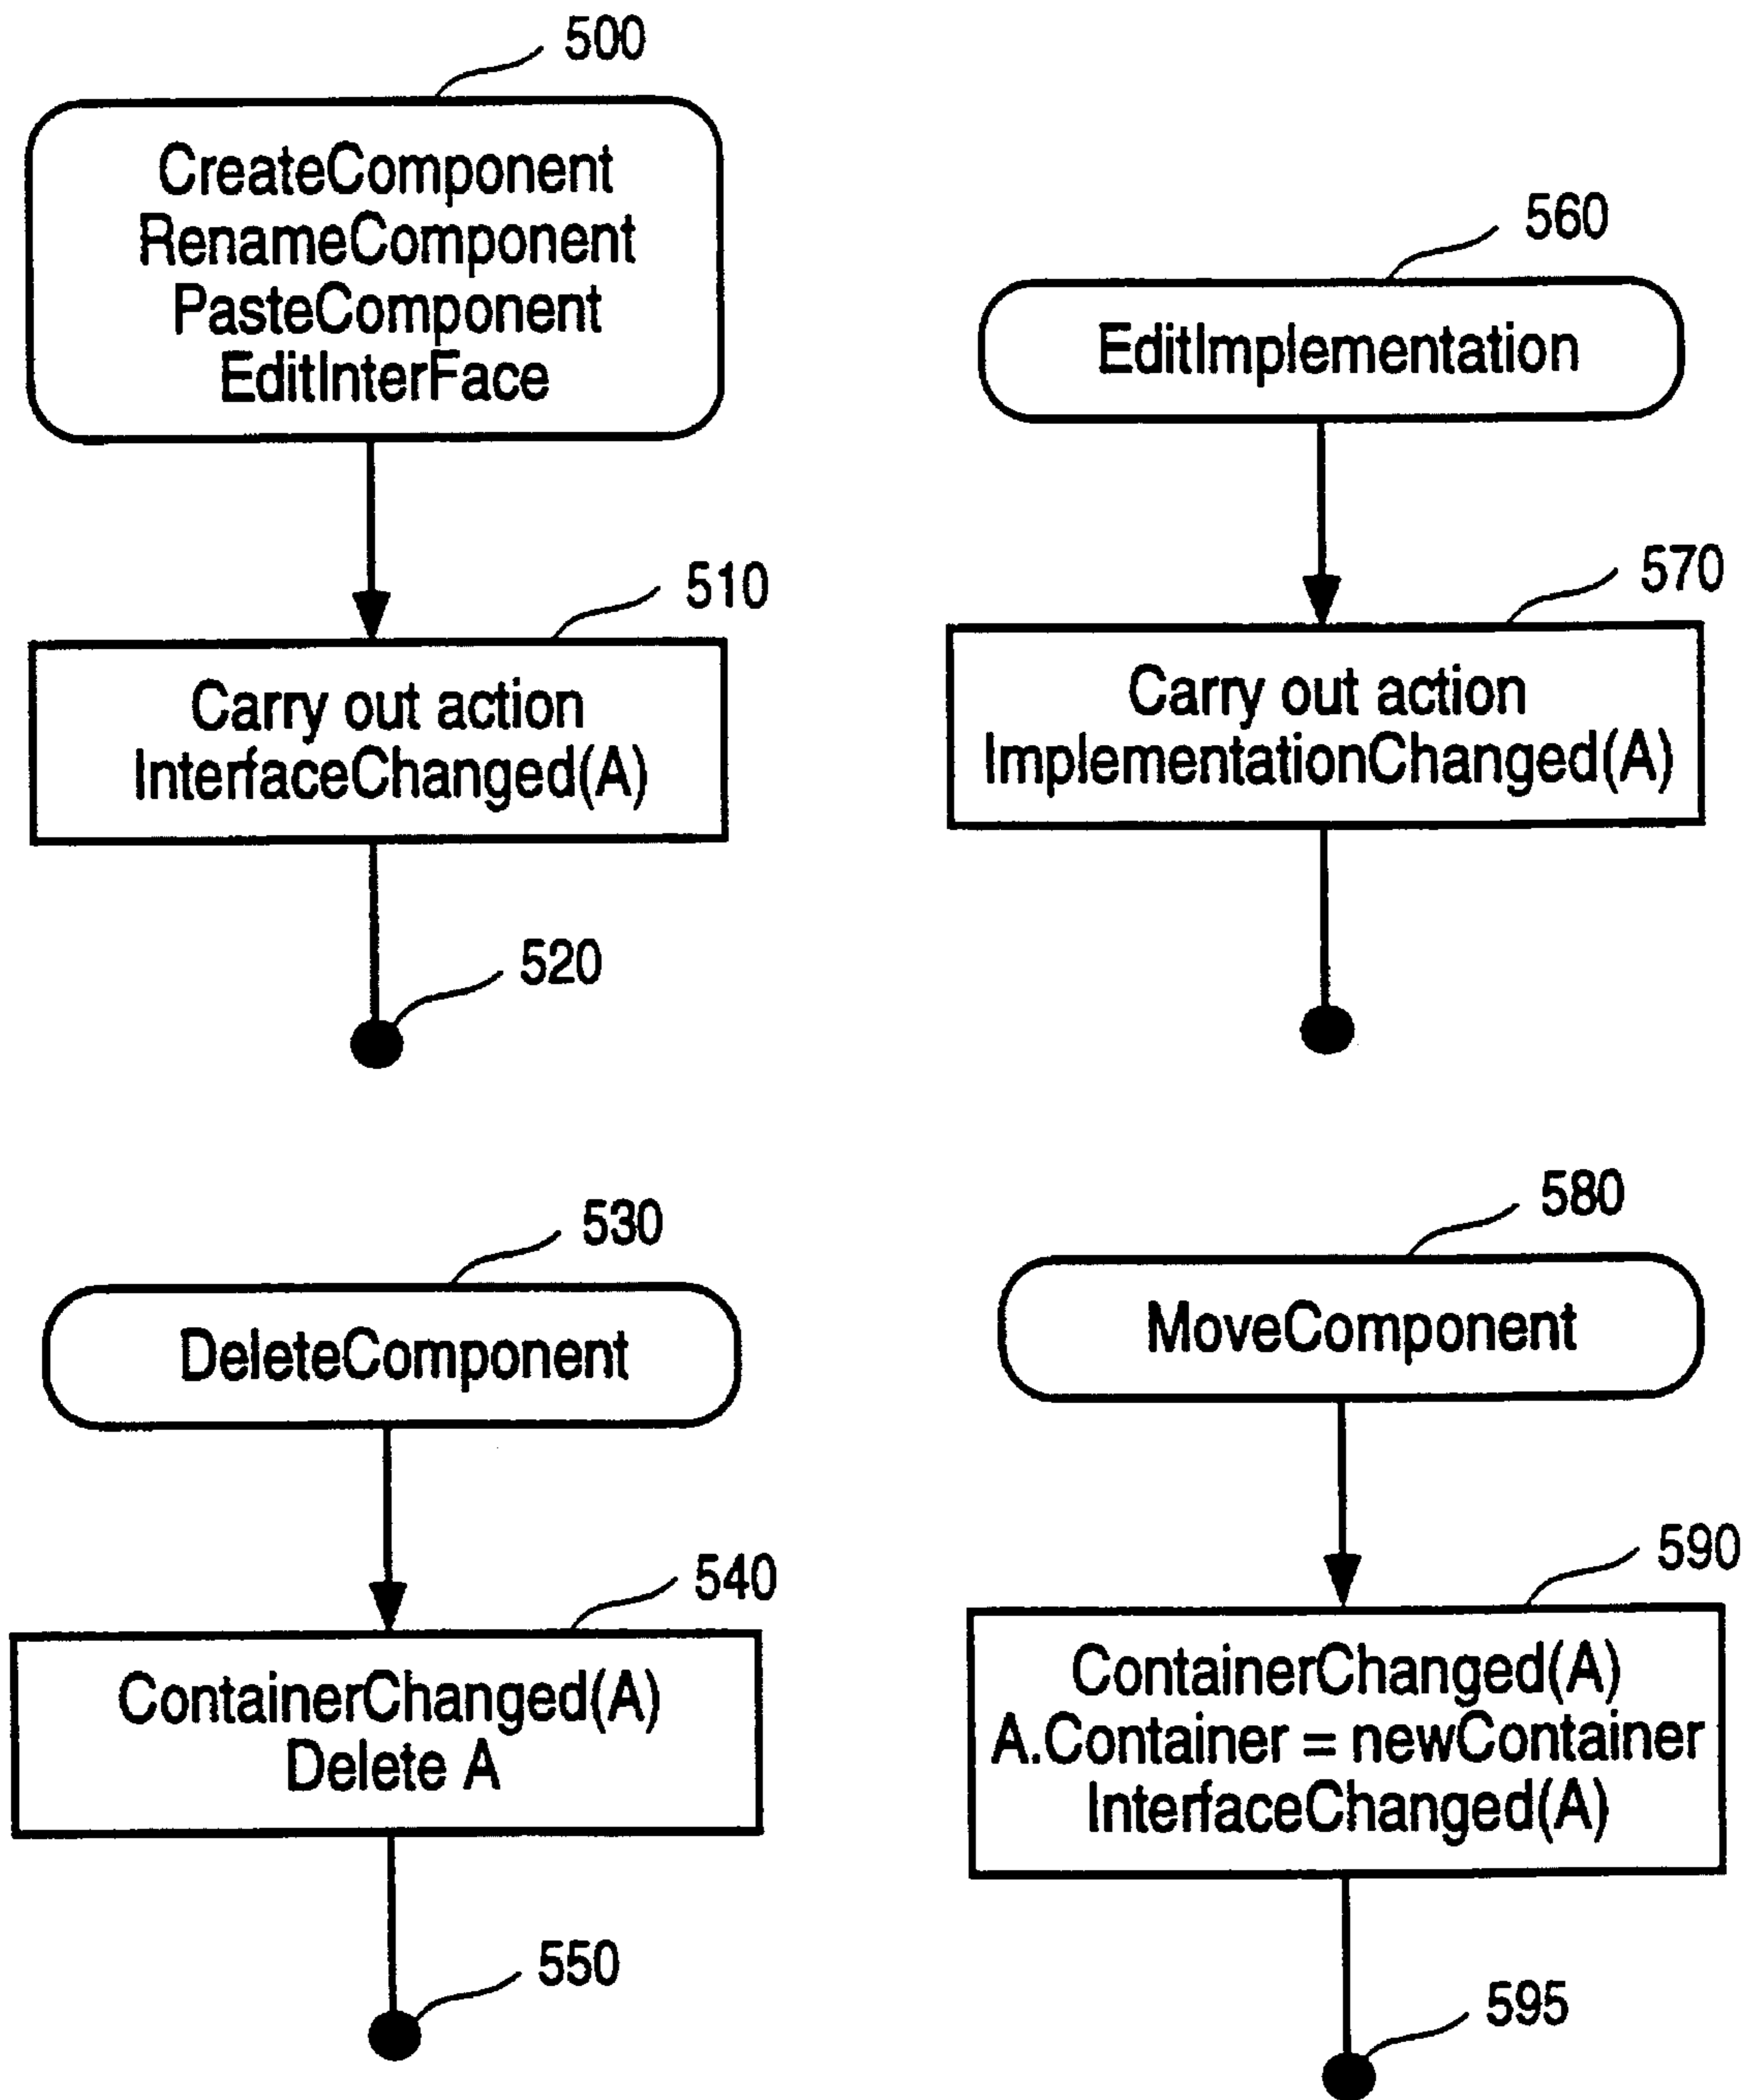 500
CreateComponent
RenameComponent
PasteComponent
EditInterFace
510
Carry out action
InterfaceChanged(A)
520
560
EditImplementation
570
Carry out action
ImplementationChanged(A)
530
DeleteComponent
540
ContainerChanged(A)
Delete A
550
580
MoveComponent
590
ContainerChanged(A)
A.Container = newContainer
InterfaceChanged(A)
595